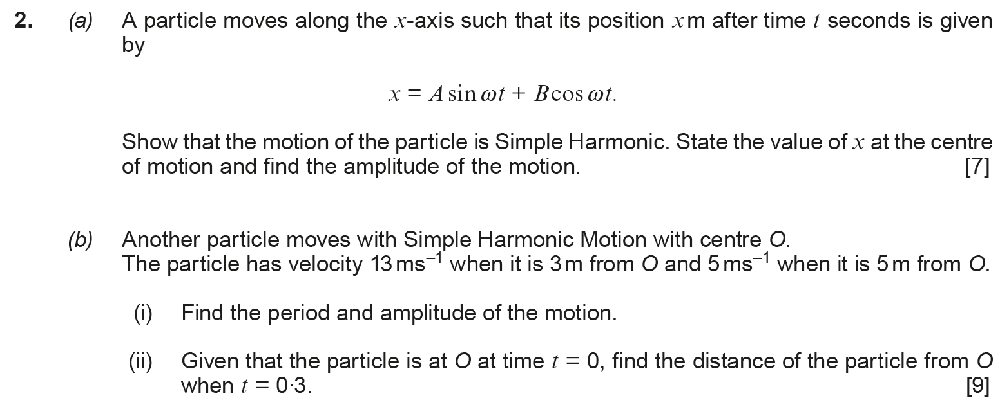 2. (a) A particle moves along the x-axis such that its position x m after time t seconds is given
by
x = A sin ωt + B cos ωt.
Show that the motion of the particle is Simple Harmonic. State the value of x at the centre
of motion and find the amplitude of the motion. [7]
(b) Another particle moves with Simple Harmonic Motion with centre O.
The particle has velocity 13 ms⁻¹ when it is 3 m from O and 5 ms⁻¹ when it is 5 m from O.
(i) Find the period and amplitude of the motion.
(ii) Given that the particle is at O at time t = 0, find the distance of the particle from O
when t = 0·3. [9]